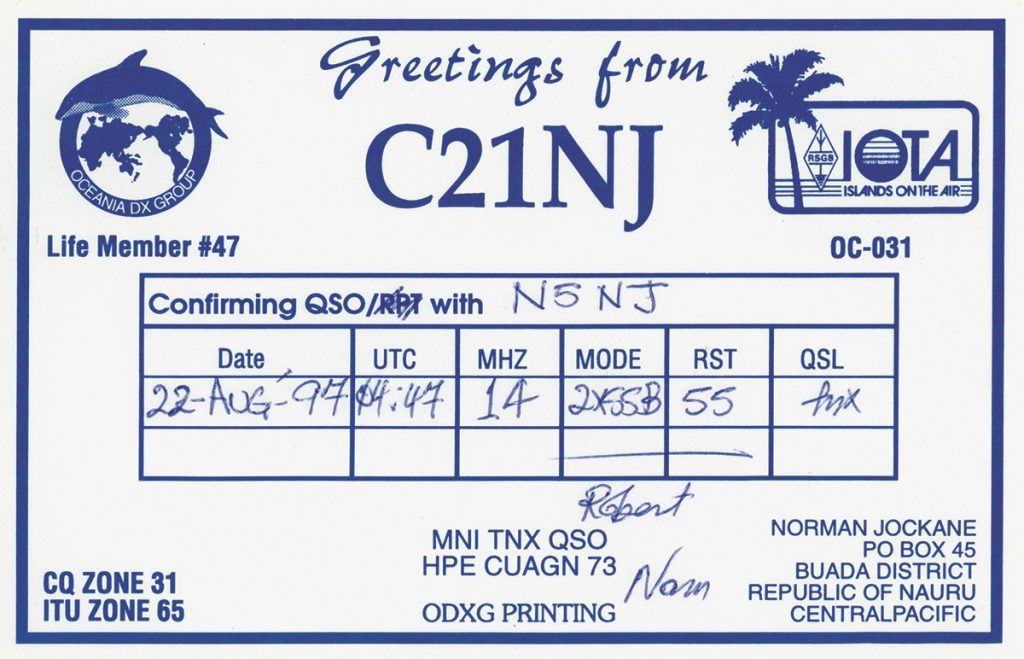 Greetings from
C21NJ
OCEANIA DX GROUP
Life Member #47
RSGB
IOTA
ISLANDS ON THE AIR
OC-031
Confirming QSO/RPT with N5NJ
Date UTC MHZ MODE RST QSL
22-AUG-97 14:47 14 2XSSB 55 tnx
Robert
MNI TNX QSO
HPE CUAGN 73
Norm
ODXG PRINTING
CQ ZONE 31
ITU ZONE 65
NORMAN JOCKANE
PO BOX 45
BUADA DISTRICT
REPUBLIC OF NAURU
CENTRALPACIFIC